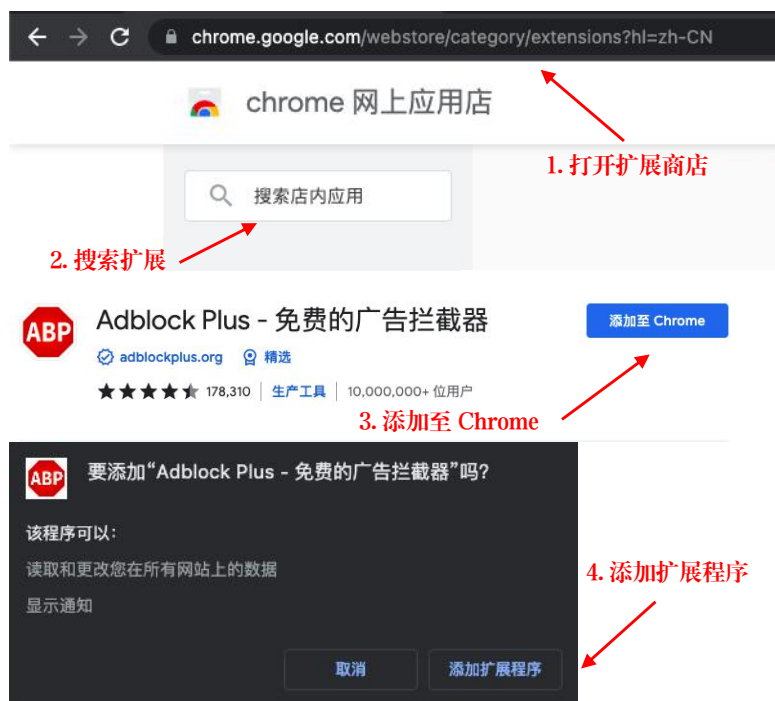 chrome.google.com/webstore/category/extensions?hl=zh-CN
chrome 网上应用店
1. 打开扩展商店
搜索店内应用
2. 搜索扩展
ABP
Adblock Plus - 免费的广告拦截器
添加至 Chrome
adblockplus.org 精选
178,310 生产工具 10,000,000+ 位用户
3. 添加至 Chrome
ABP
要添加“Adblock Plus - 免费的广告拦截器”吗?
该程序可以：
读取和更改您在所有网站上的数据
4. 添加扩展程序
显示通知
取消 添加扩展程序